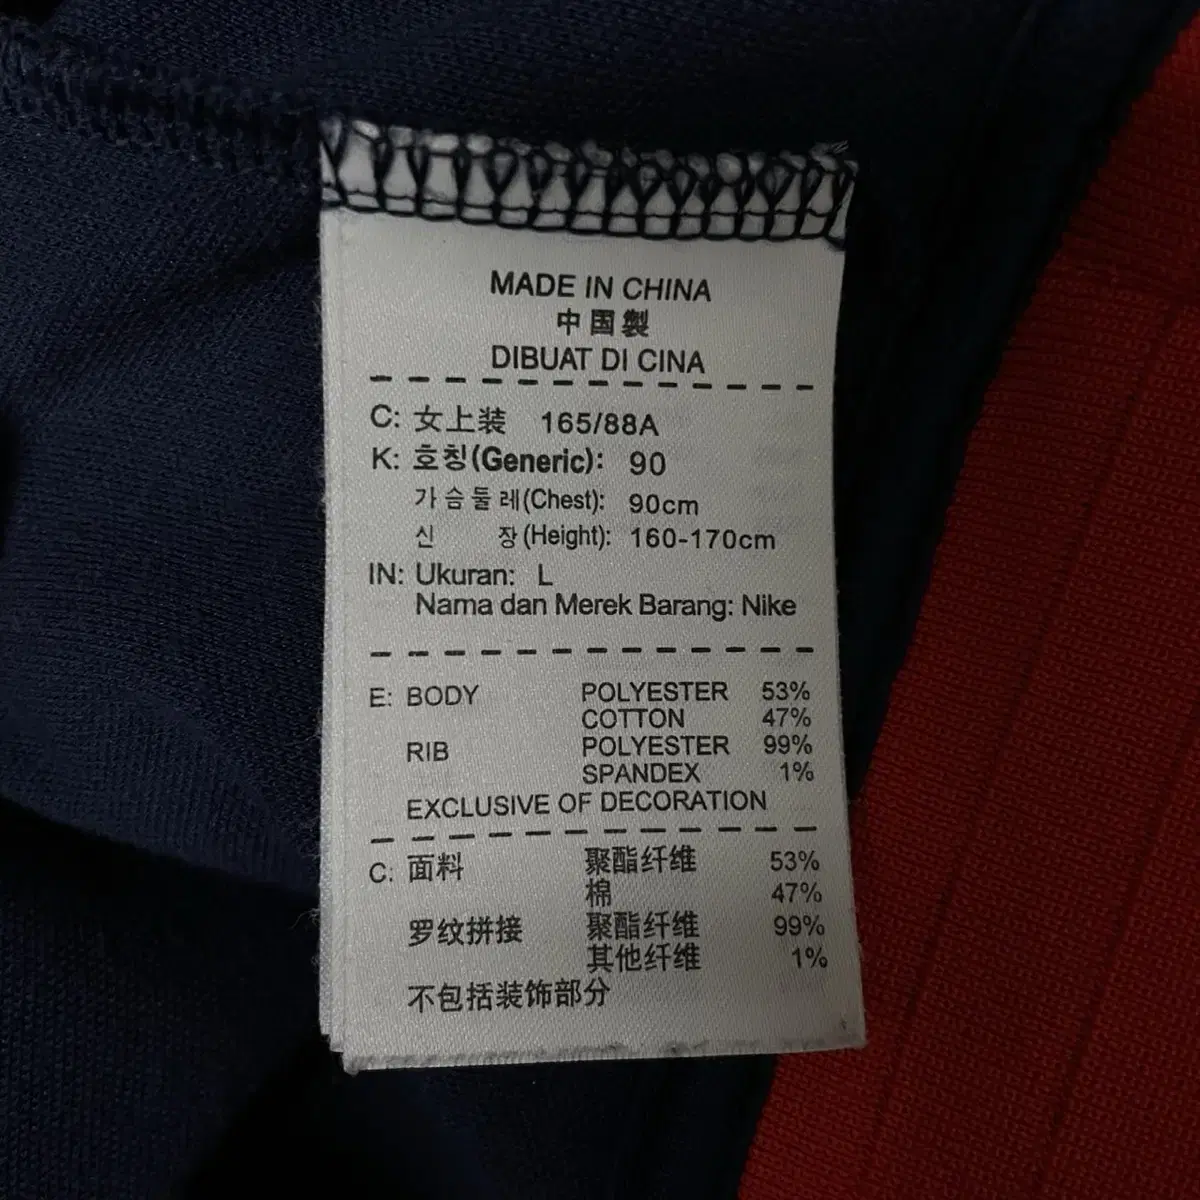 MADE IN CHINA
中国製
DIBUAT DI CINA
C: 女上装 165/88A
K: 호칭(Generic): 90
가슴둘레(Chest): 90cm
신 장(Height): 160-170cm
IN: Ukuran: L
Nama dan Merek Barang: Nike
E: BODY POLYESTER 53%
COTTON 47%
RIB POLYESTER 99%
SPANDEX 1%
EXCLUSIVE OF DECORATION
C: 面料 聚酯纤维 53%
棉 47%
罗纹拼接 聚酯纤维 99%
其他纤维 1%
不包括装饰部分